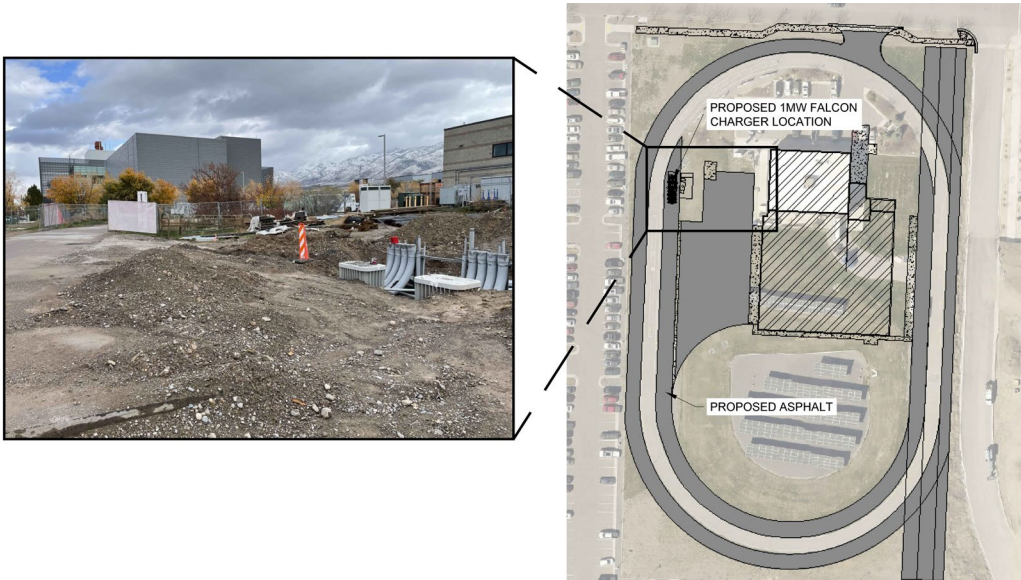 PROPOSED 1MW FALCON
CHARGER LOCATION
PROPOSED ASPHALT